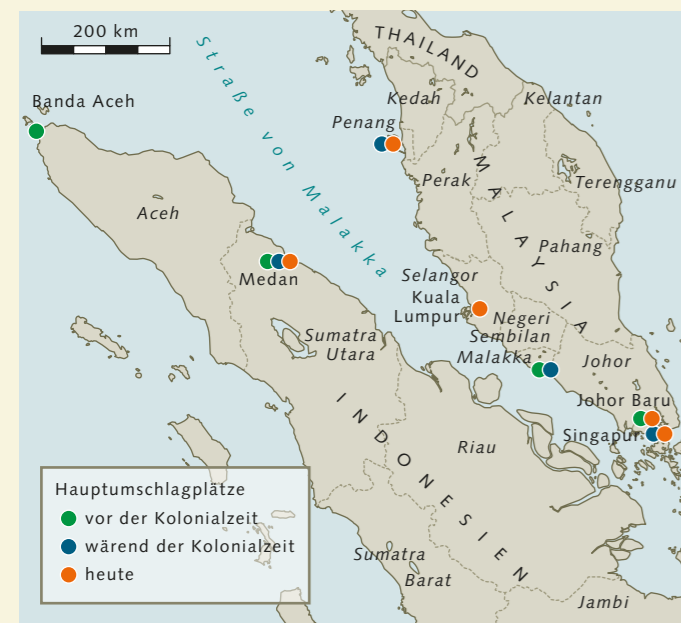 200 km
THAILAND
Straße von Malakka
Banda Aceh
Kedah
Kelantan
Penang
Perak
MALAYSIA
Terengganu
Aceh
Pahang
Medan
Selangor
Kuala
Lumpur
Negeri
Sembilan
Malakka
Johor
Sumatra
Utara
Johor Baru
Singapur
INDONESIEN
Riau
Hauptumschlagplätze
vor der Kolonialzeit
wärend der Kolonialzeit
heute
Sumatra
Barat
Jambi